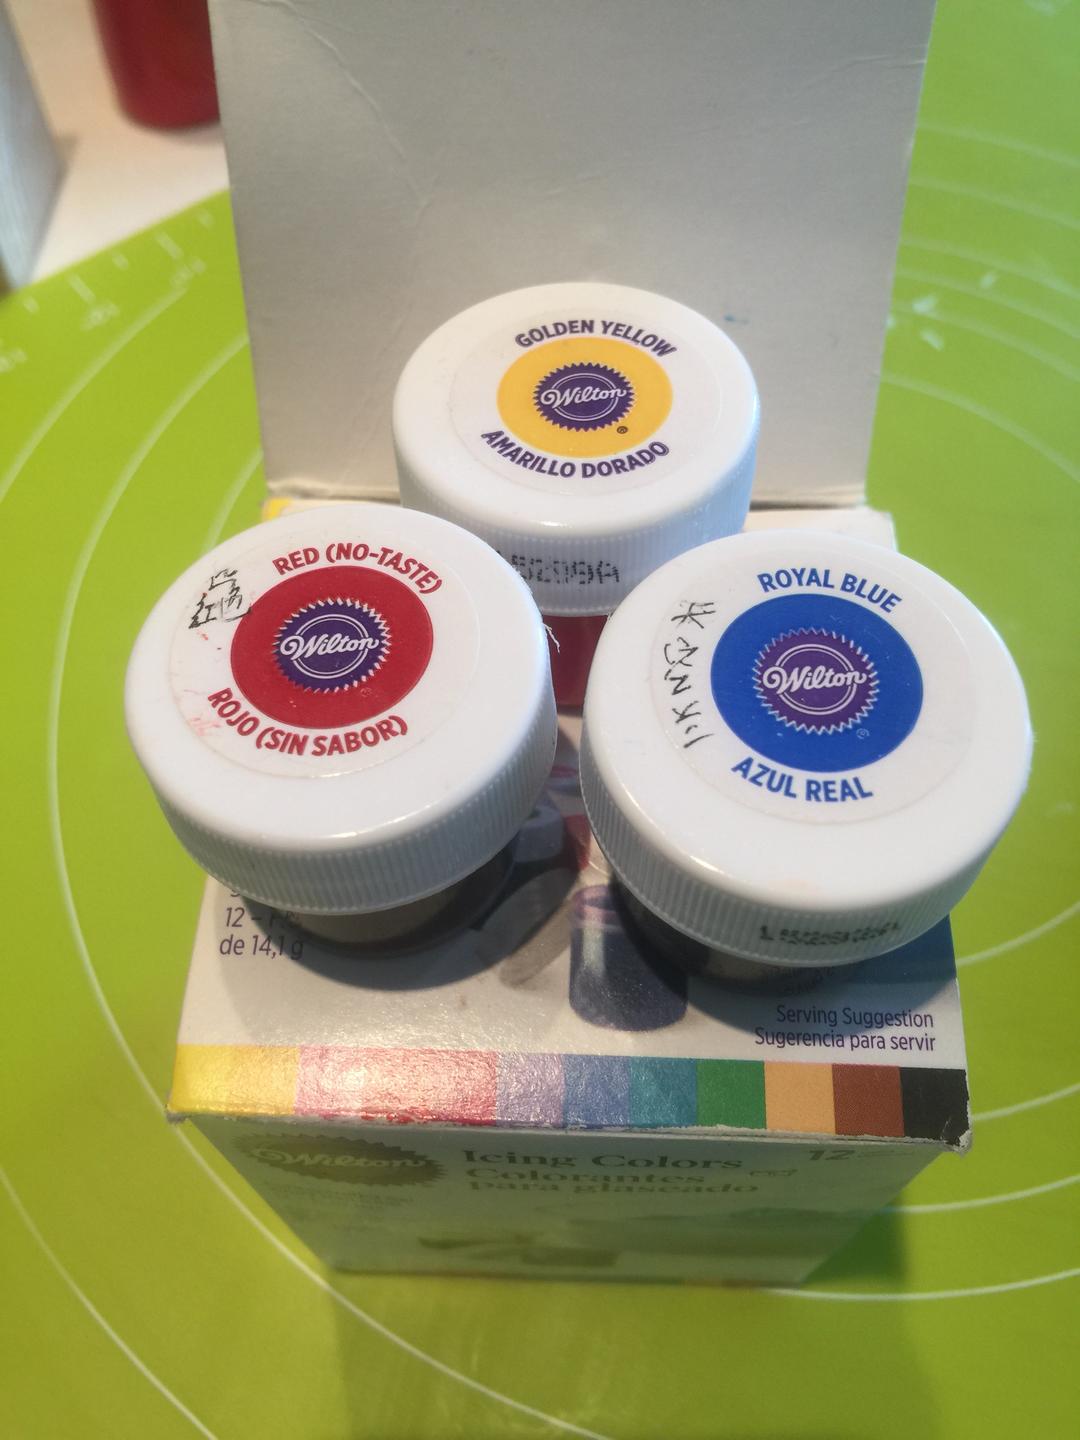 GOLDEN YELLOW
Wilton
®
AMARILLO DORADO
RED (NO-TASTE)
Wilton
ROJO (SIN SABOR)
ROYAL BLUE
Wilton
AZUL REAL
12 -
de 14,1 g
Serving Suggestion
Sugerencia para servir
Wilton
Icing Colors
Colorantes
para glaseado
12